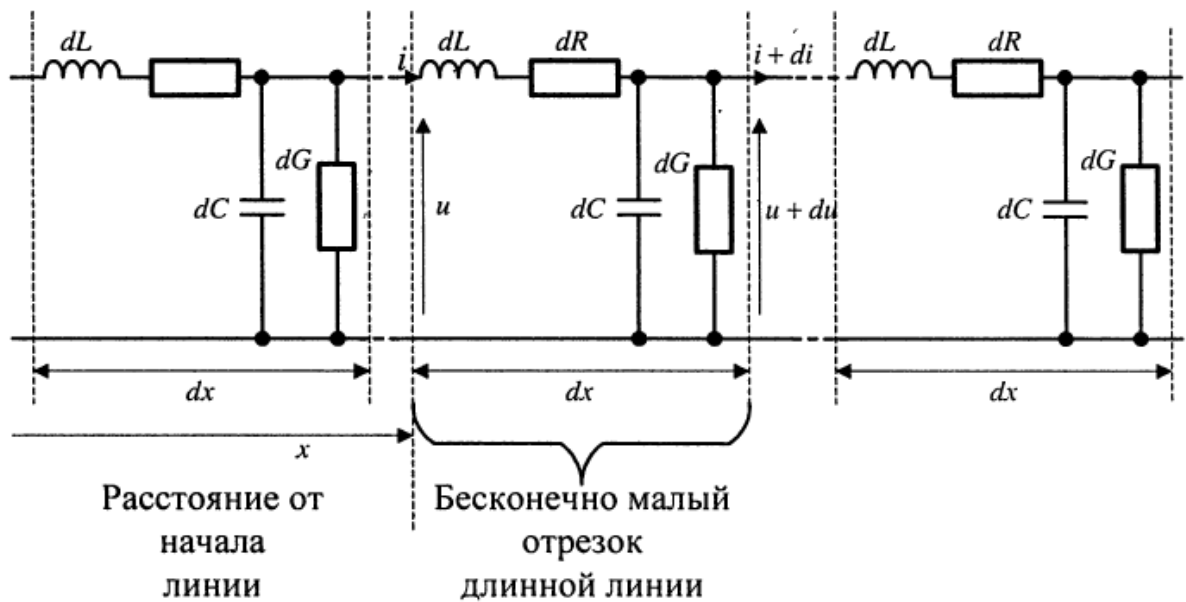 dL
i
dL
dR
i + di
dL
dR
dG
dC
u
dG
dC
u + du
dG
dC
dx
dx
dx
x
Расстояние от
начала
линии
Бесконечно малый
отрезок
длинной линии